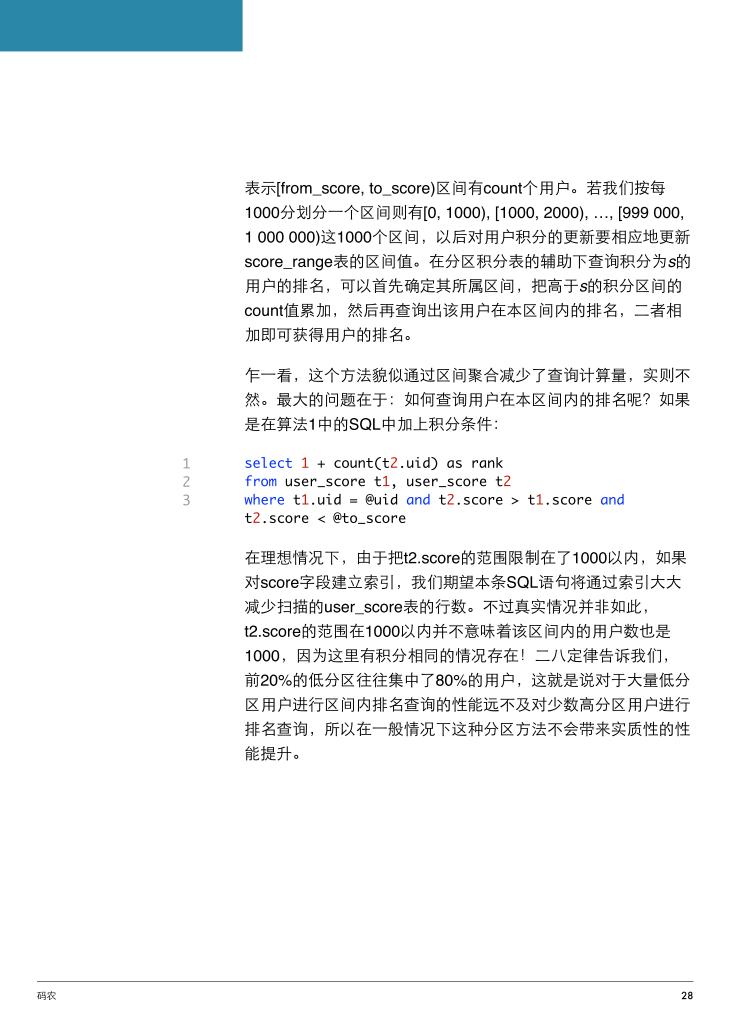 表示[from_score, to_score)区间有count个用户。若我们按每
1000分划分一个区间则有[0, 1000), [1000, 2000), …, [999 000,
1 000 000)这1000个区间，以后对用户积分的更新要相应地更新
score_range表的区间值。在分区积分表的辅助下查询积分为s的
用户的排名，可以首先确定其所属区间，把高于s的积分区间的
count值累加，然后再查询出该用户在本区间内的排名，二者相
加即可获得用户的排名。
乍一看，这个方法貌似通过区间聚合减少了查询计算量，实则不
然。最大的问题在于：如何查询用户在本区间内的排名呢？如果
是在算法1中的SQL中加上积分条件：
1 select 1 + count(t2.uid) as rank
2 from user_score t1, user_score t2
3 where t1.uid = @uid and t2.score > t1.score and
t2.score < @to_score
在理想情况下，由于把t2.score的范围限制在了1000以内，如果
对score字段建立索引，我们期望本条SQL语句将通过索引大大
减少扫描的user_score表的行数。不过真实情况并非如此，
t2.score的范围在1000以内并不意味着该区间内的用户数也是
1000，因为这里有积分相同的情况存在！二八定律告诉我们，
前20%的低分区往往集中了80%的用户，这就是说对于大量低分
区用户进行区间内排名查询的性能远不及对少数高分区用户进行
排名查询，所以在一般情况下这种分区方法不会带来实质性的性
能提升。
码农 28